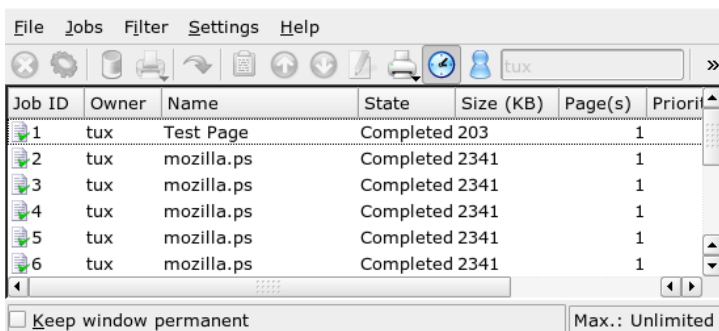 File Jobs Filter Settings Help
tux »
Job ID Owner Name State Size (KB) Page(s) Priorit
1 tux Test Page Completed 203 1
2 tux mozilla.ps Completed 2341 1
3 tux mozilla.ps Completed 2341 1
4 tux mozilla.ps Completed 2341 1
5 tux mozilla.ps Completed 2341 1
6 tux mozilla.ps Completed 2341 1
Keep window permanent Max.: Unlimited